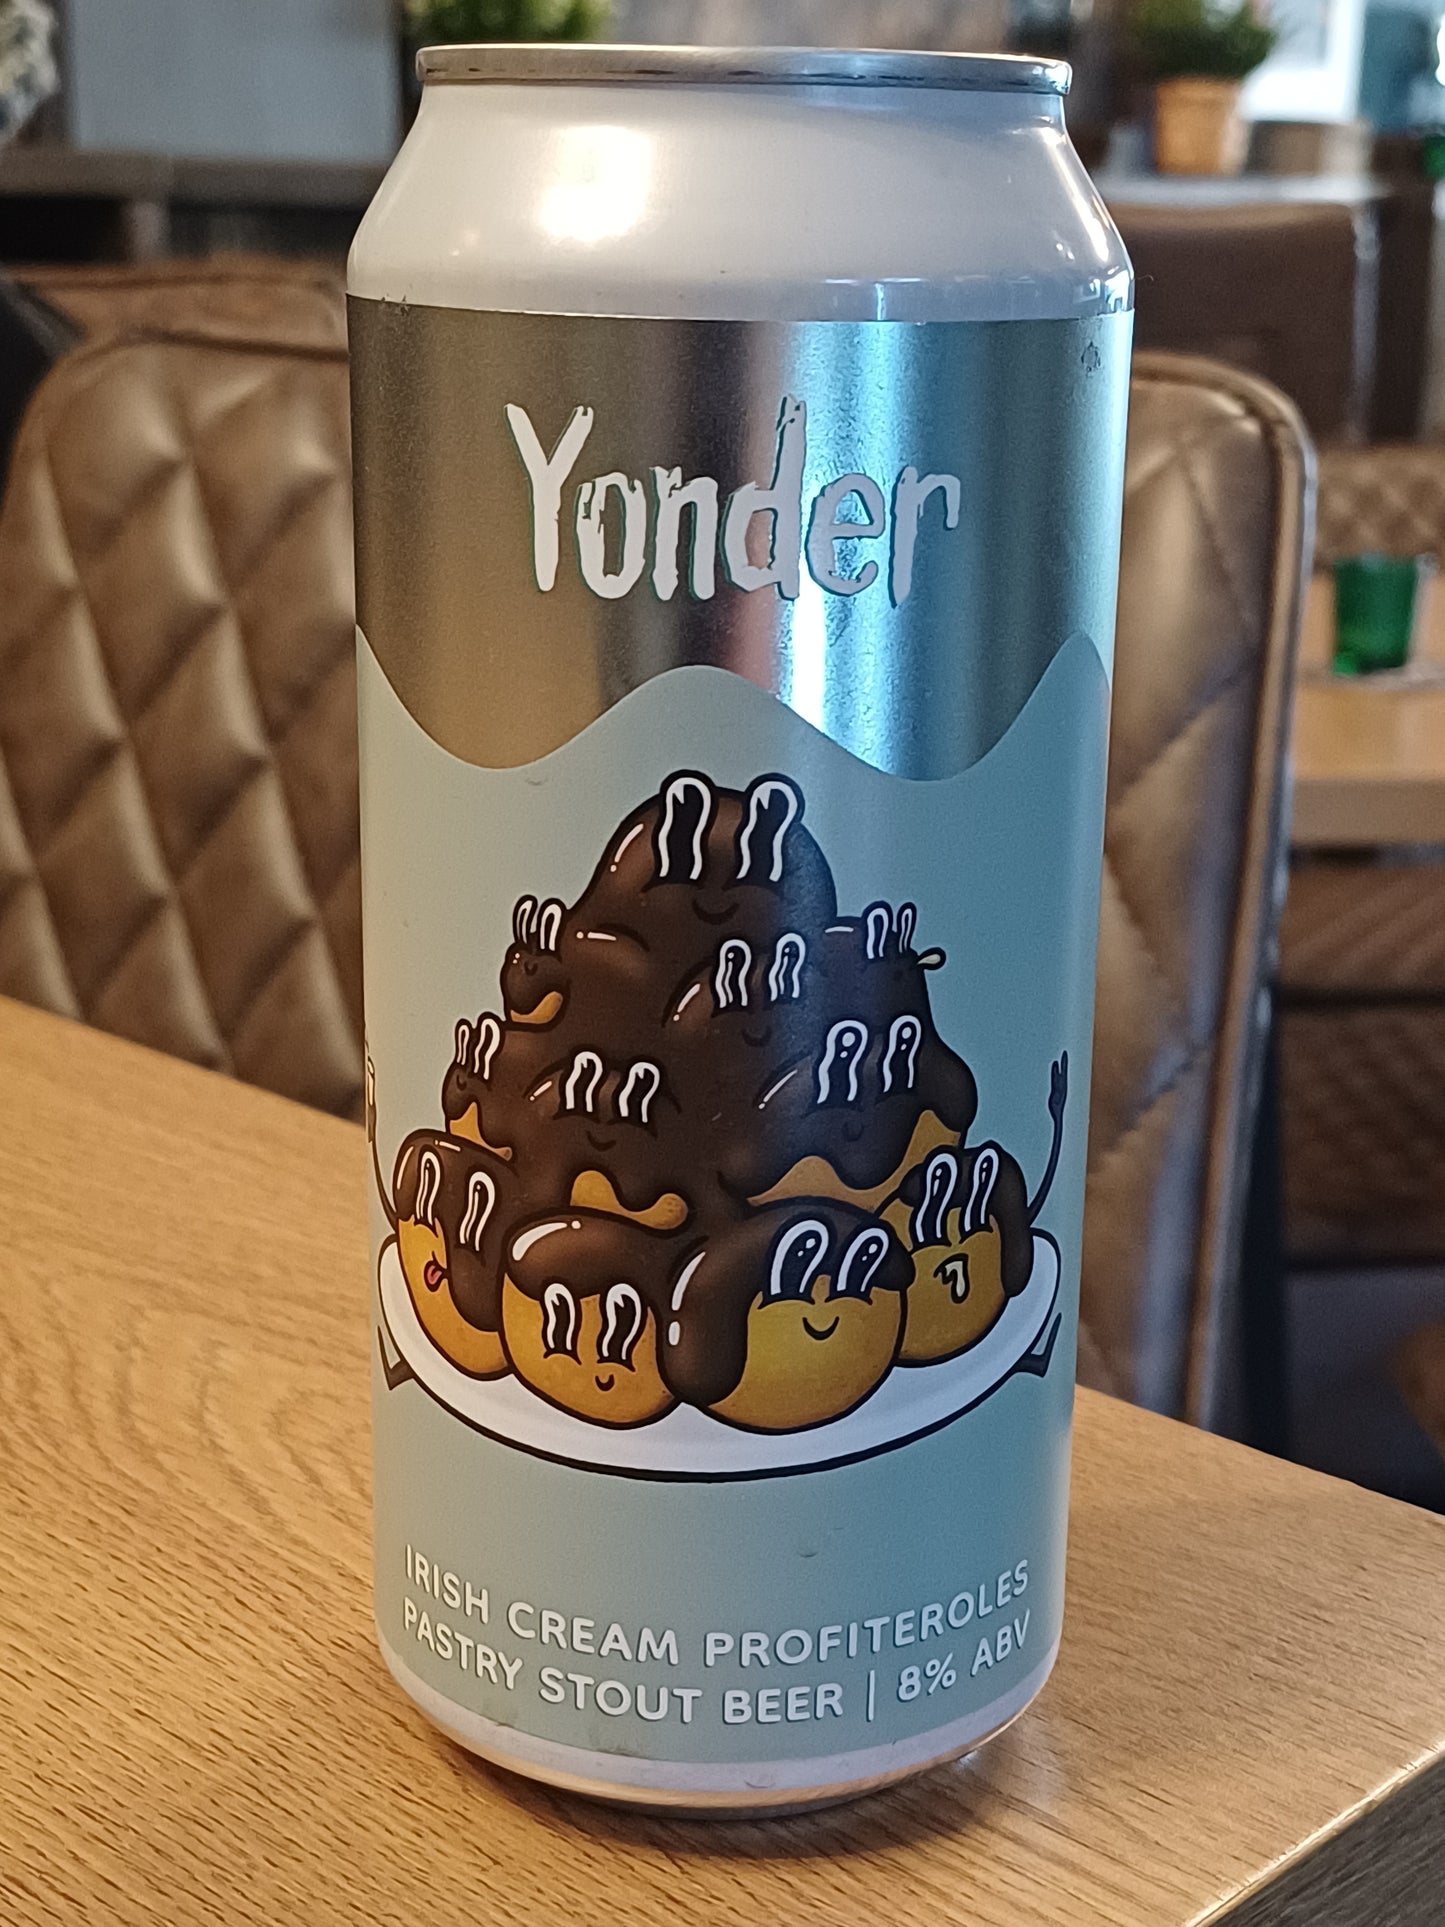 Yonder
IRISH CREAM PROFITEROLES
PASTRY STOUT BEER | 8% ABV